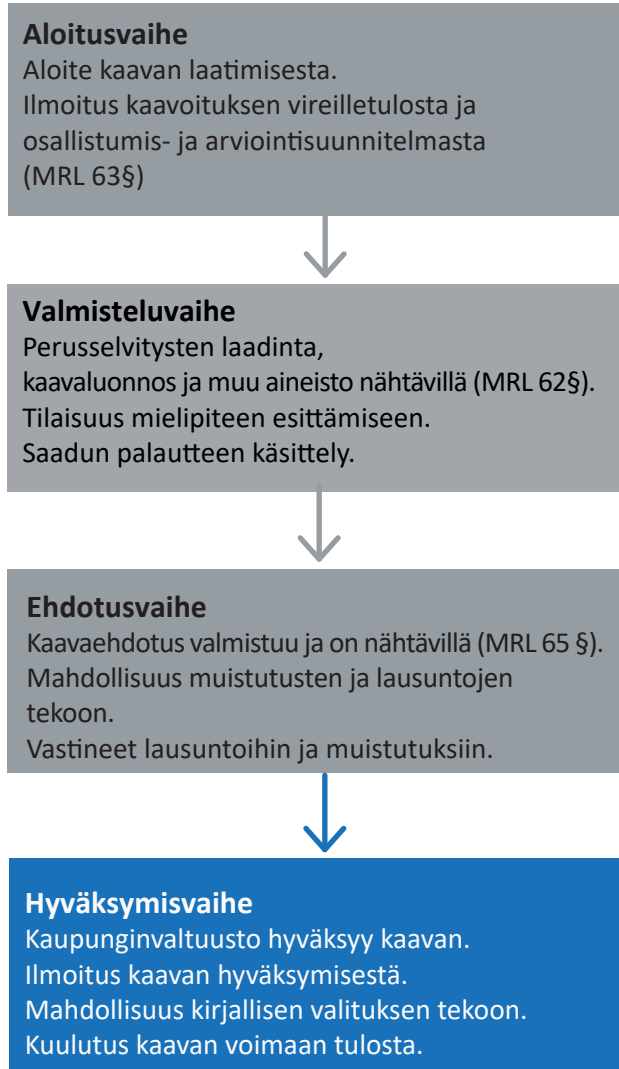 Aloitusvaihe
Aloite kaavan laatimisesta.
Ilmoitus kaavoituksen vireilletulosta ja
osallistumis- ja arviointisuunnitelmasta
(MRL 63§)
Valmisteluvaihe
Perusselvitysten laadinta,
kaavaluonnos ja muu aineisto nähtävillä (MRL 62§).
Tilaisuus mielipiteen esittämiseen.
Saadun palautteen käsittely.
Ehdotusvaihe
Kaavaehdotus valmistuu ja on nähtävillä (MRL 65 §).
Mahdollisuus muistutusten ja lausuntojen
tekoon.
Vastineet lausuntoihin ja muistutuksiin.
Hyväksymisvaihe
Kaupunginvaltuusto hyväksyy kaavan.
Ilmoitus kaavan hyväksymisestä.
Mahdollisuus kirjallisen valituksen tekoon.
Kuulutus kaavan voimaan tulosta.